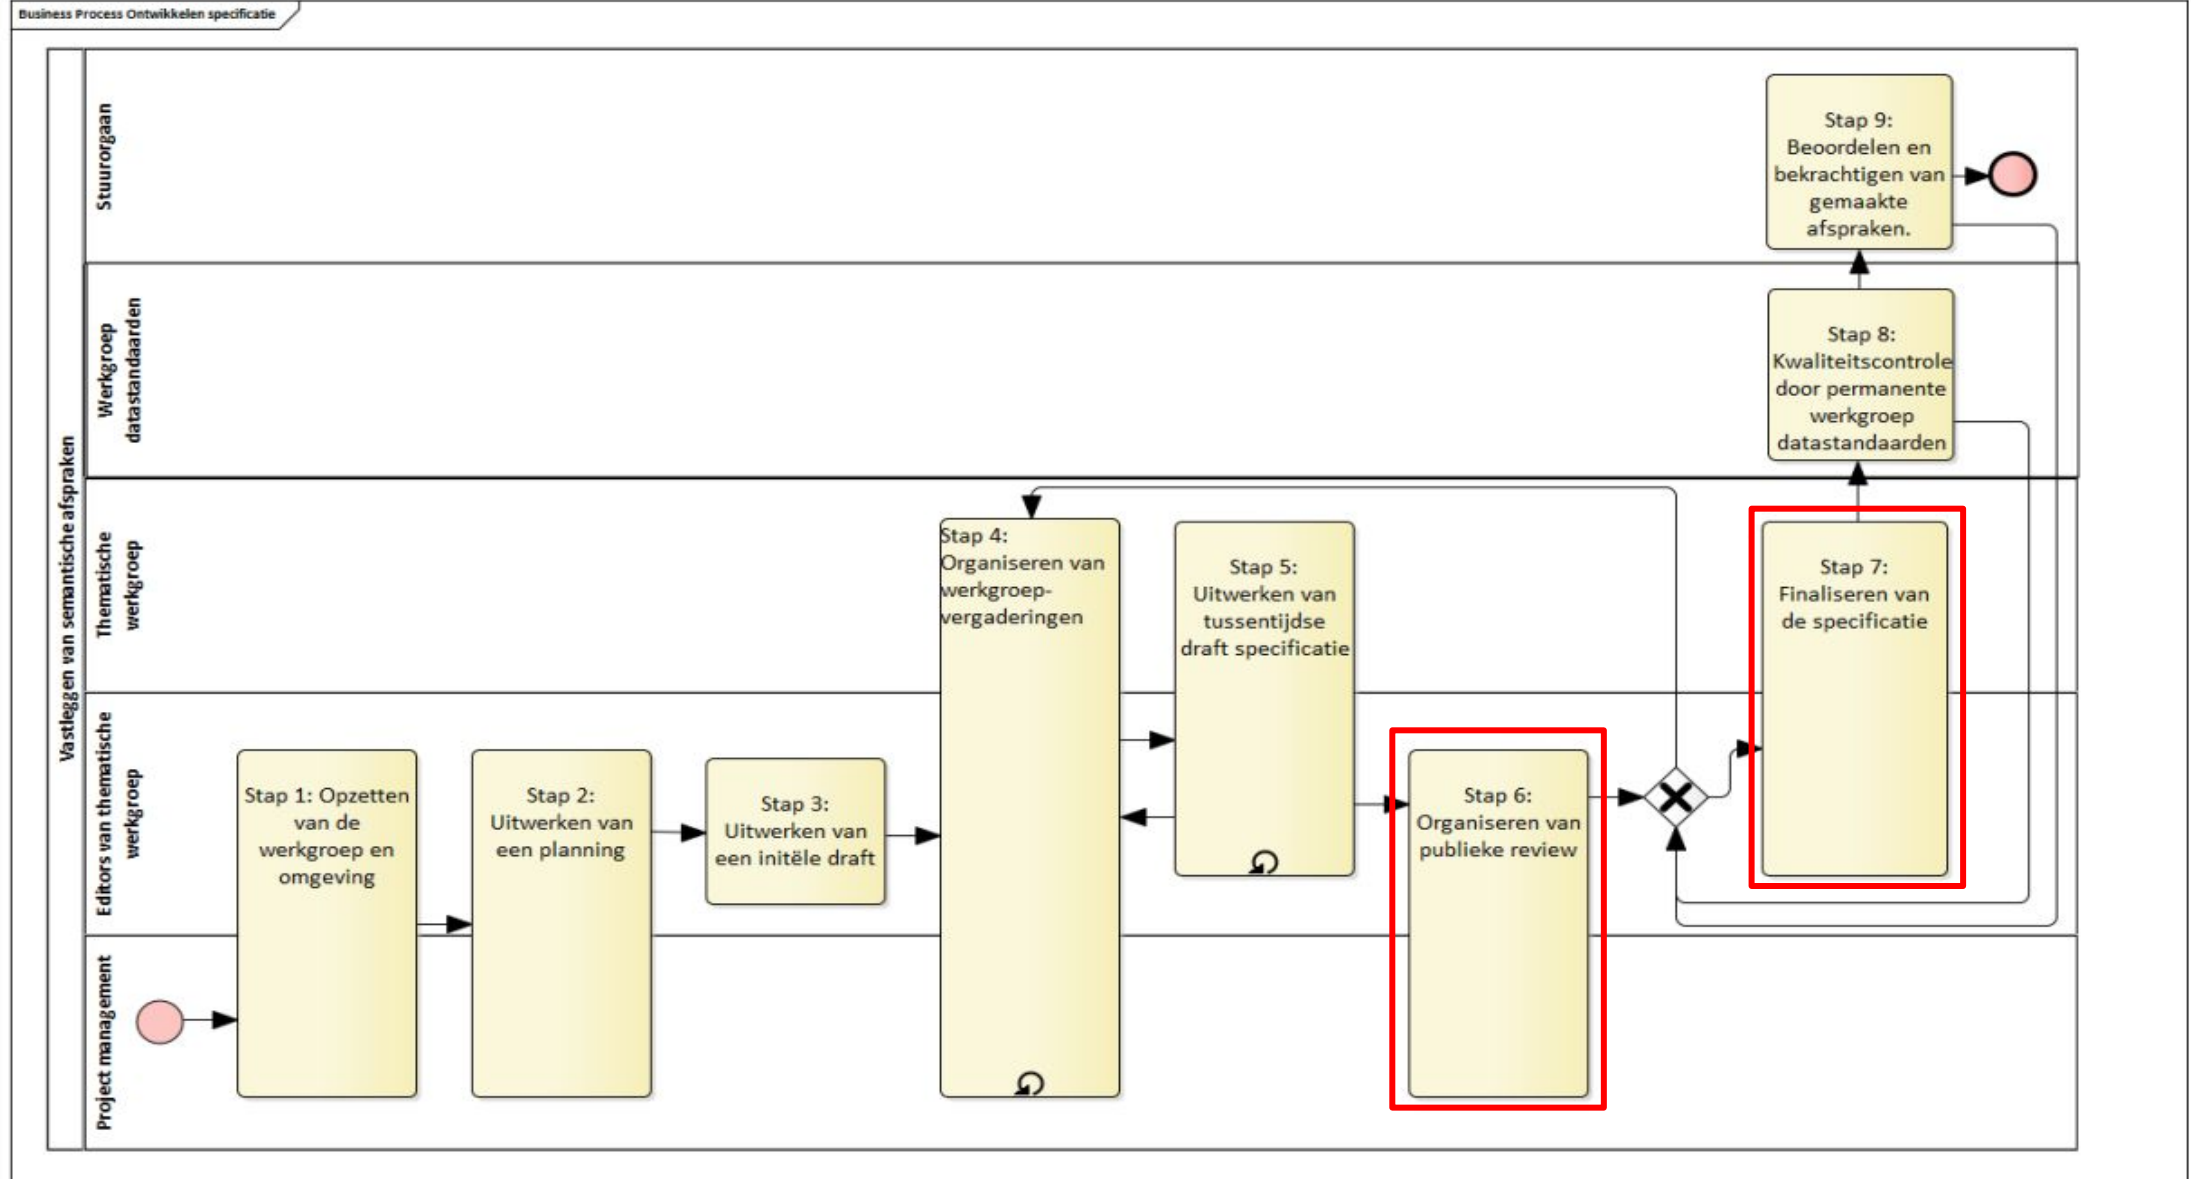 Business Process Ontwikkelen specificatie
Vastleggen van semantische afspraken
Stuurorgaan
Werkgroep
datastandaarden
Thematische
werkgroep
Editors van thematische
werkgroep
Project management
Stap 1: Opzetten
van de
werkgroep en
omgeving
Stap 2:
Uitwerken van
een planning
Stap 3:
Uitwerken van
een initële draft
Stap 4:
Organiseren van
werkgroep-
vergaderingen
Stap 5:
Uitwerken van
tussentijdse
draft specificatie
Stap 6:
Organiseren van
publieke review
Stap 7:
Finaliseren van
de specificatie
Stap 8:
Kwaliteitscontrole
door permanente
werkgroep
datastandaarden
Stap 9:
Beoordelen en
bekrachtigen van
gemaakte
afspraken.